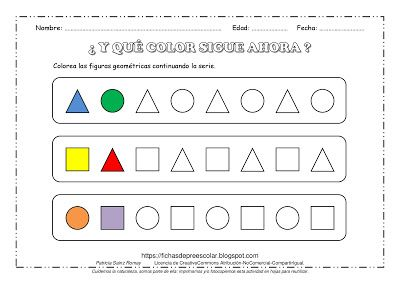 Nombre: ................................................ Edad: .................. Fecha: ......................
¿ Y QUÉ COLOR SIGUE AHORA ?
Colorea las figuras geométricas continuando la serie.
https://fichasdepreescolar.blogspot.com
Patricia Sainz Romay Licencia de CreativeCommons Atribución-NoComercial-CompartirIgual.
Cuidemos la naturaleza, somos parte de ella: imprimamos y/o fotocopiemos esta actividad en hojas para reutilizar.